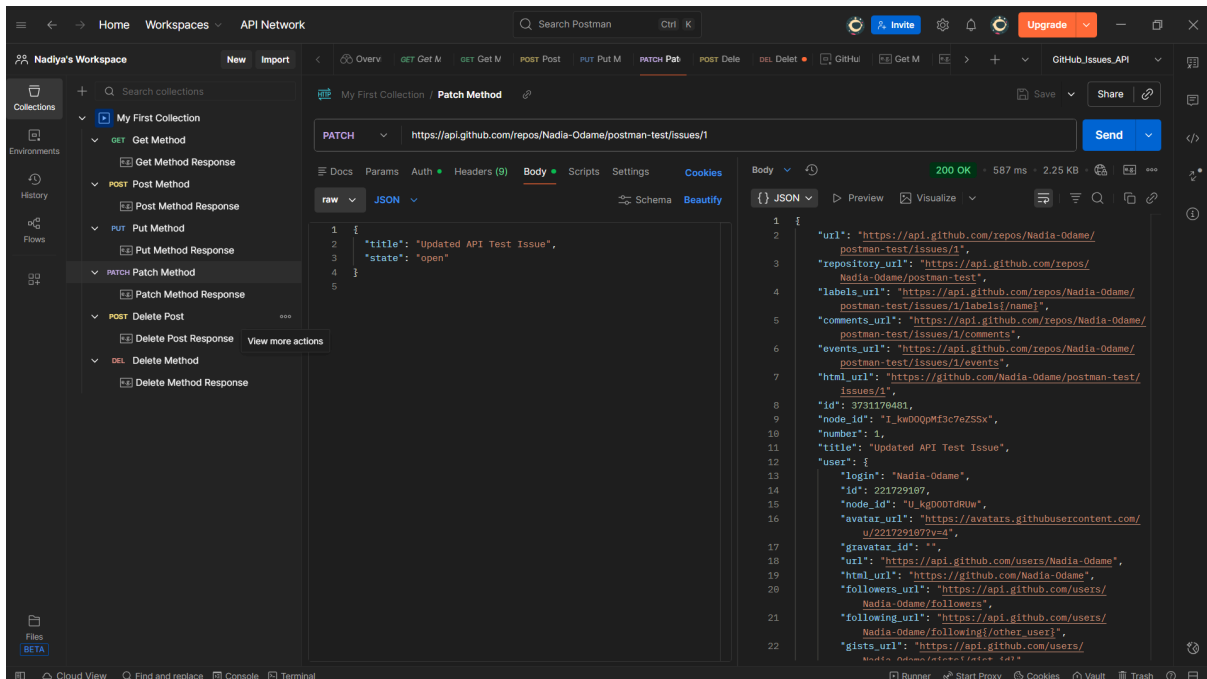 Home Workspaces API Network Search Postman Ctrl K Invite Upgrade
Nadiya's Workspace New Import Overv GET Get M GET Get M POST Post PUT Put M PATCH Pat POST Dele DEL Delet GitHu Get M GitHub_Issues_API
Collections
Environments
History
Flows
Files
BETA
Search collections
My First Collection
GET Get Method
e.g. Get Method Response
POST Post Method
e.g. Post Method Response
PUT Put Method
e.g. Put Method Response
PATCH Patch Method
e.g. Patch Method Response
POST Delete Post
e.g. Delete Post Response
View more actions
DEL Delete Method
e.g. Delete Method Response
HTTP My First Collection / Patch Method Save Share
PATCH https://api.github.com/repos/Nadia-Odame/postman-test/issues/1 Send
Docs Params Auth Headers (9) Body Scripts Settings Cookies
raw JSON Schema Beautify
1 {
2 "title": "Updated API Test Issue",
3 "state": "open"
4 }
5
Body 200 OK 587 ms 2.25 KB e.g.
{} JSON Preview Visualize
1 {
2 "url": "https://api.github.com/repos/Nadia-Odame/
postman-test/issues/1",
3 "repository_url": "https://api.github.com/repos/
Nadia-Odame/postman-test",
4 "labels_url": "https://api.github.com/repos/Nadia-Odame/
postman-test/issues/1/labels{/name}",
5 "comments_url": "https://api.github.com/repos/Nadia-Odame/
postman-test/issues/1/comments",
6 "events_url": "https://api.github.com/repos/Nadia-Odame/
postman-test/issues/1/events",
7 "html_url": "https://github.com/Nadia-Odame/postman-test/
issues/1",
8 "id": 3731170481,
9 "node_id": "I_kwDOQpMf3c7eZSSx",
10 "number": 1,
11 "title": "Updated API Test Issue",
12 "user": {
13 "login": "Nadia-Odame",
14 "id": 221729107,
15 "node_id": "U_kgDODTdRUw",
16 "avatar_url": "https://avatars.githubusercontent.com/
u/221729107?v=4",
17 "gravatar_id": "",
18 "url": "https://api.github.com/users/Nadia-Odame",
19 "html_url": "https://github.com/Nadia-Odame",
20 "followers_url": "https://api.github.com/users/
Nadia-Odame/followers",
21 "following_url": "https://api.github.com/users/
Nadia-Odame/following{/other_user}",
22 "gists_url": "https://api.github.com/users/
Nadia-Odame/gists{/gist_id}"
Cloud View Find and replace Console Terminal Runner Start Proxy Cookies Vault Trash